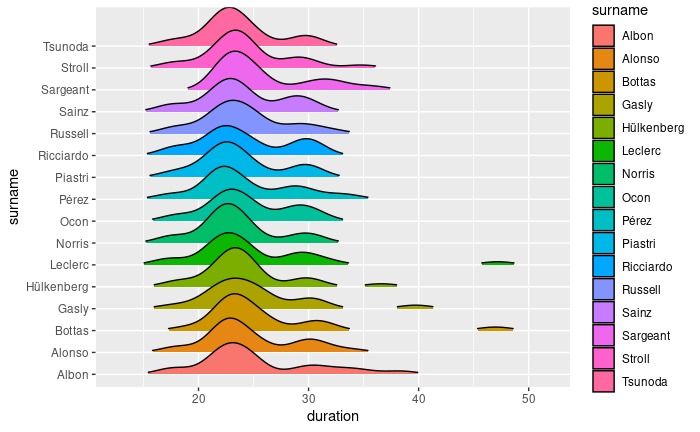 surname
Tsunoda
Stroll
Sargeant
Sainz
Russell
Ricciardo
Piastri
Pérez
Ocon
Norris
Leclerc
Hülkenberg
Gasly
Bottas
Alonso
Albon
20
30
40
50
duration
surname
Albon
Alonso
Bottas
Gasly
Hülkenberg
Leclerc
Norris
Ocon
Pérez
Piastri
Ricciardo
Russell
Sainz
Sargeant
Stroll
Tsunoda